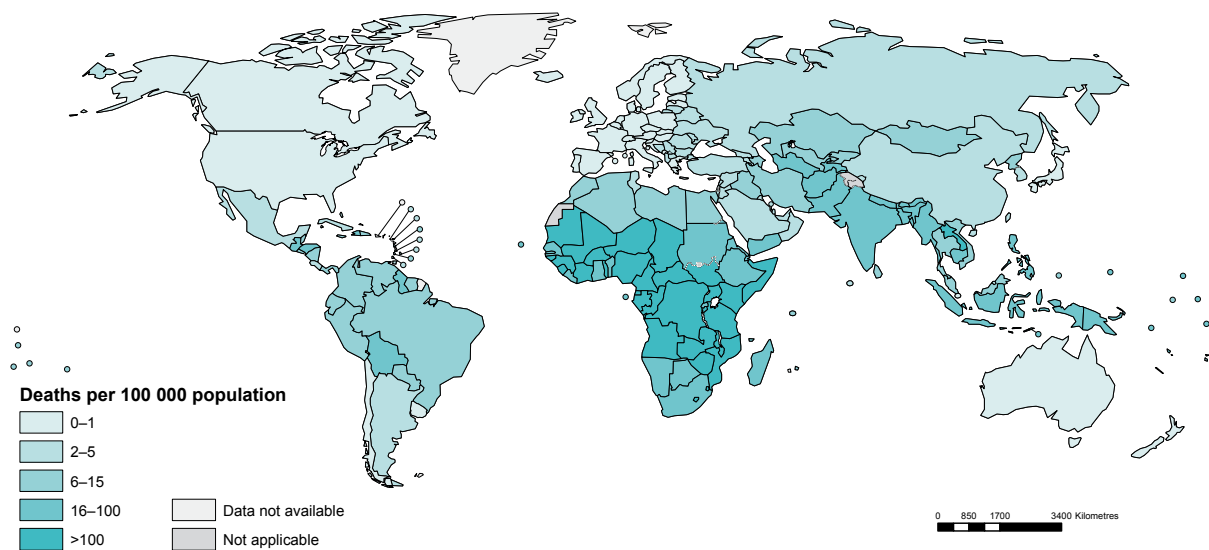 Deaths per 100 000 population
0–1
2–5
6–15
16–100
>100
Data not available
Not applicable
0 850 1700 3400 Kilometres